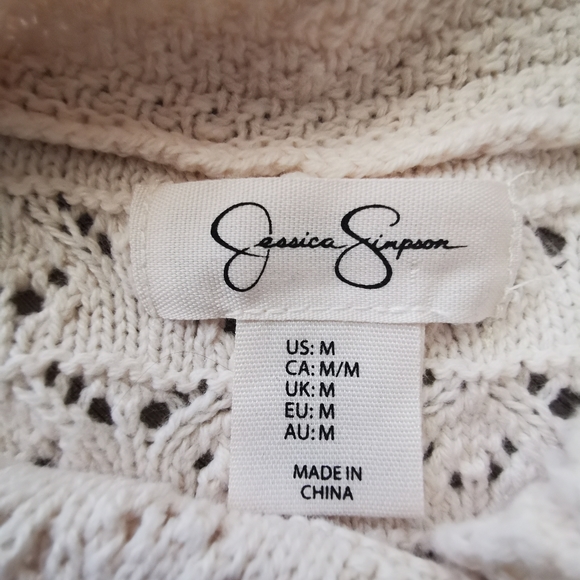 Jessica Simpson
US: M
CA: M/M
UK: M
EU: M
AU: M
MADE IN
CHINA